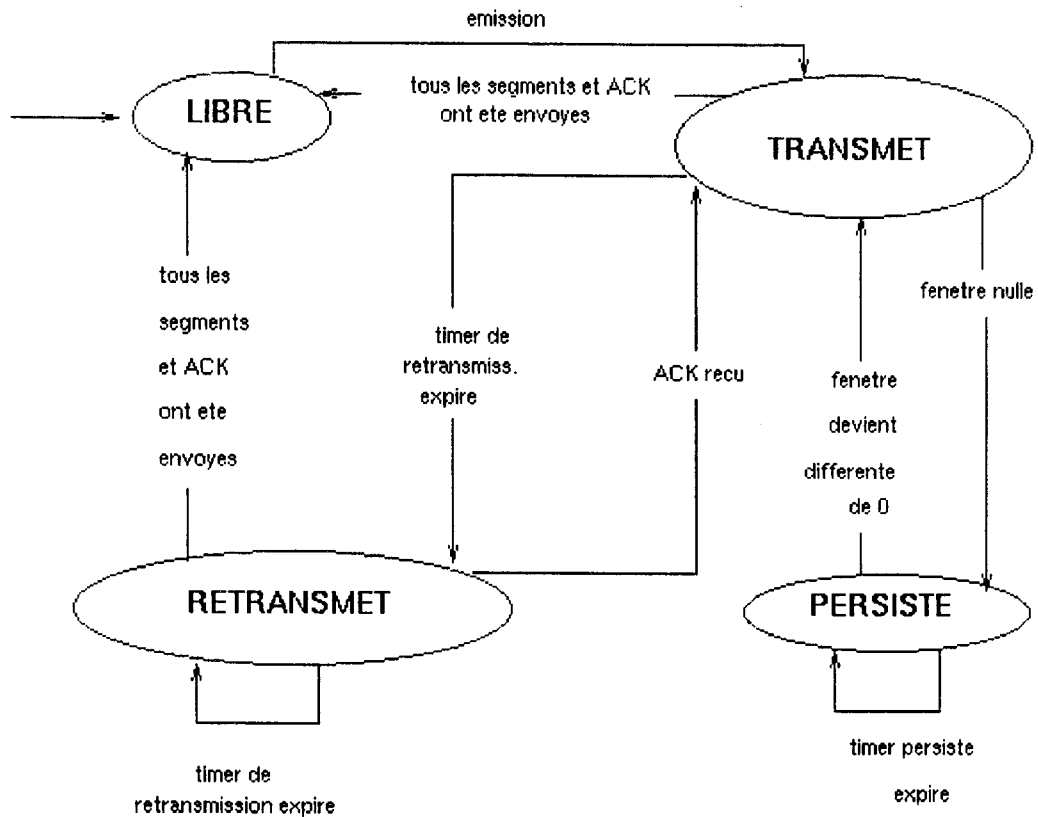 emission
LIBRE
tous les segments et ACK
ont ete envoyes
TRANSMET
tous les
segments
et ACK
ont ete
envoyes
timer de
retransmiss.
expire
ACK recu
fenetre
devient
differente
de 0
fenetre nulle
RETRANSMET
PERSISTE
timer de
retransmission expire
timer persiste
expire